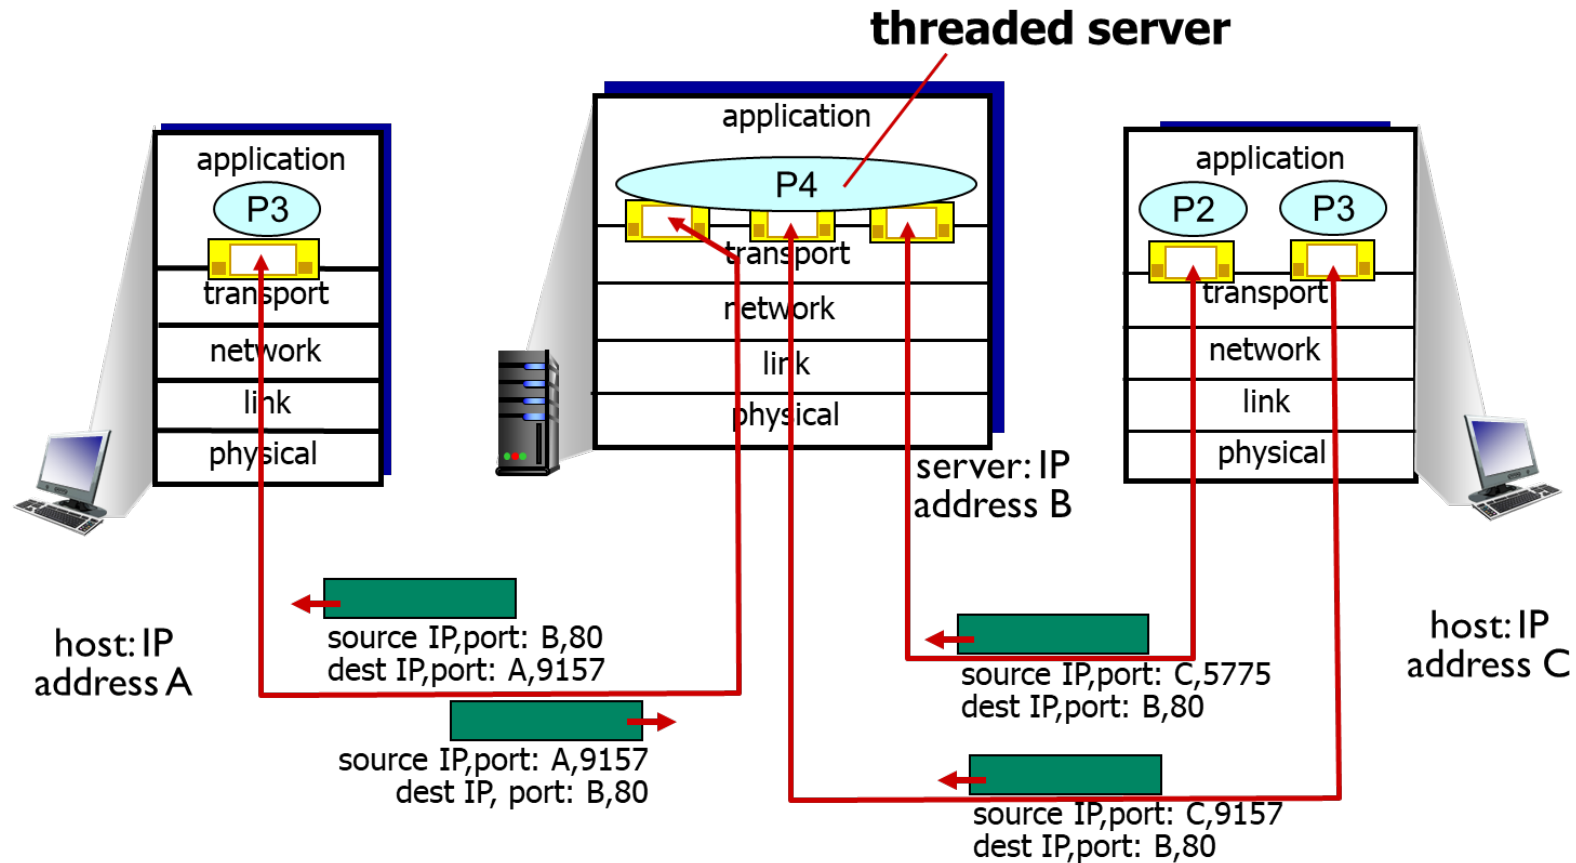 threaded server
application
P3
transport
network
link
physical
application
P4
transport
network
link
physical
application
P2
P3
transport
network
link
physical
server: IP
address B
host: IP
address A
source IP,port: B,80
dest IP,port: A,9157
source IP,port: A,9157
dest IP, port: B,80
source IP,port: C,5775
dest IP,port: B,80
source IP,port: C,9157
dest IP,port: B,80
host: IP
address C